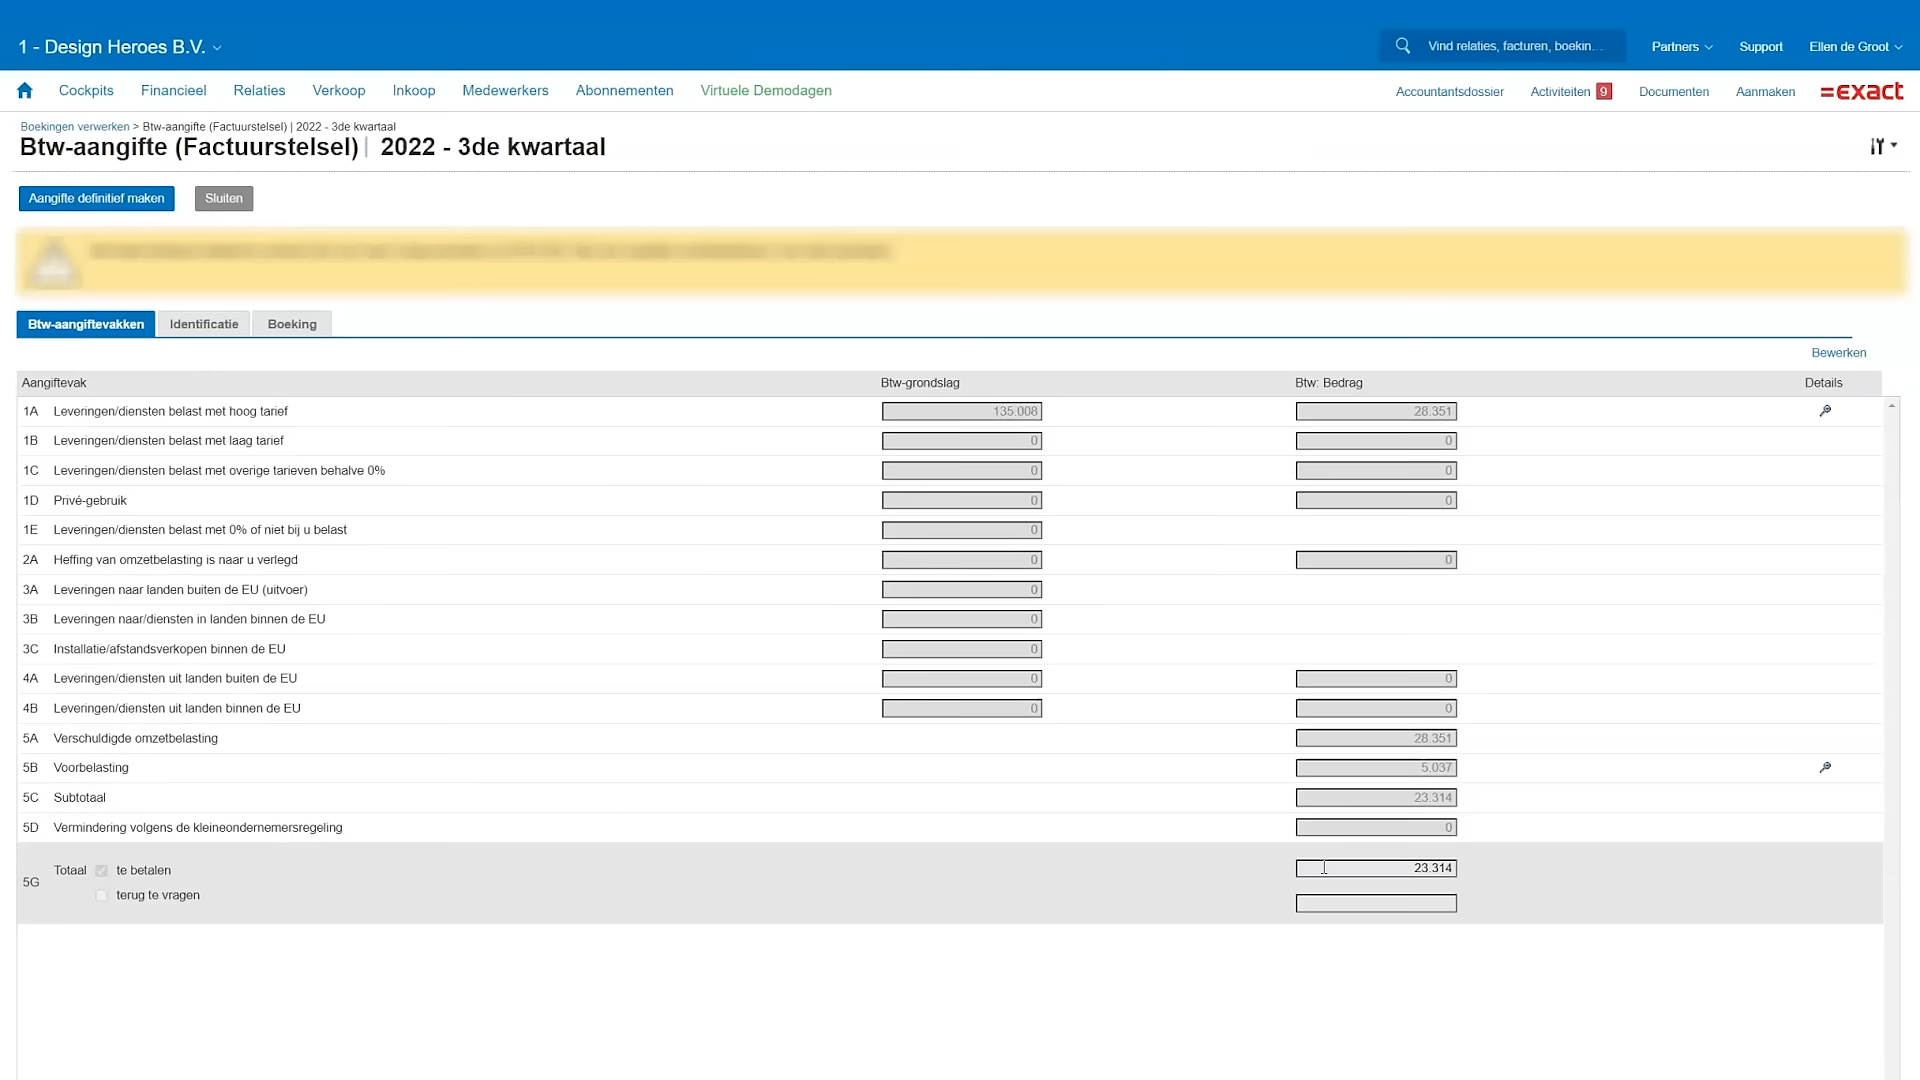 1 - Design Heroes B.V.
Vind relaties, facturen, boekin...
Partners
Support
Ellen de Groot
Cockpits
Financieel
Relaties
Verkoop
Inkoop
Medewerkers
Abonnementen
Virtuele Demodagen
Accountantsdossier
Activiteiten 9
Documenten
Aanmaken
=exact
Boekingen verwerken > Btw-aangifte (Factuurstelsel) | 2022 - 3de kwartaal
Btw-aangifte (Factuurstelsel) | 2022 - 3de kwartaal
Aangifte definitief maken
Sluiten
Btw-aangiftevakken
Identificatie
Boeking
Bewerken
Aangiftevak Btw-grondslag Btw: Bedrag Details
1A Leveringen/diensten belast met hoog tarief 135.008 28.351
1B Leveringen/diensten belast met laag tarief 0 0
1C Leveringen/diensten belast met overige tarieven behalve 0% 0 0
1D Privé-gebruik 0 0
1E Leveringen/diensten belast met 0% of niet bij u belast 0
2A Heffing van omzetbelasting is naar u verlegd 0 0
3A Leveringen naar landen buiten de EU (uitvoer) 0
3B Leveringen naar/diensten in landen binnen de EU 0
3C Installatie/afstandsverkopen binnen de EU 0
4A Leveringen/diensten uit landen buiten de EU 0 0
4B Leveringen/diensten uit landen binnen de EU 0 0
5A Verschuldigde omzetbelasting 28.351
5B Voorbelasting 5.037
5C Subtotaal 23.314
5D Vermindering volgens de kleineondernemersregeling 0
5G Totaal te betalen 23.314
terug te vragen